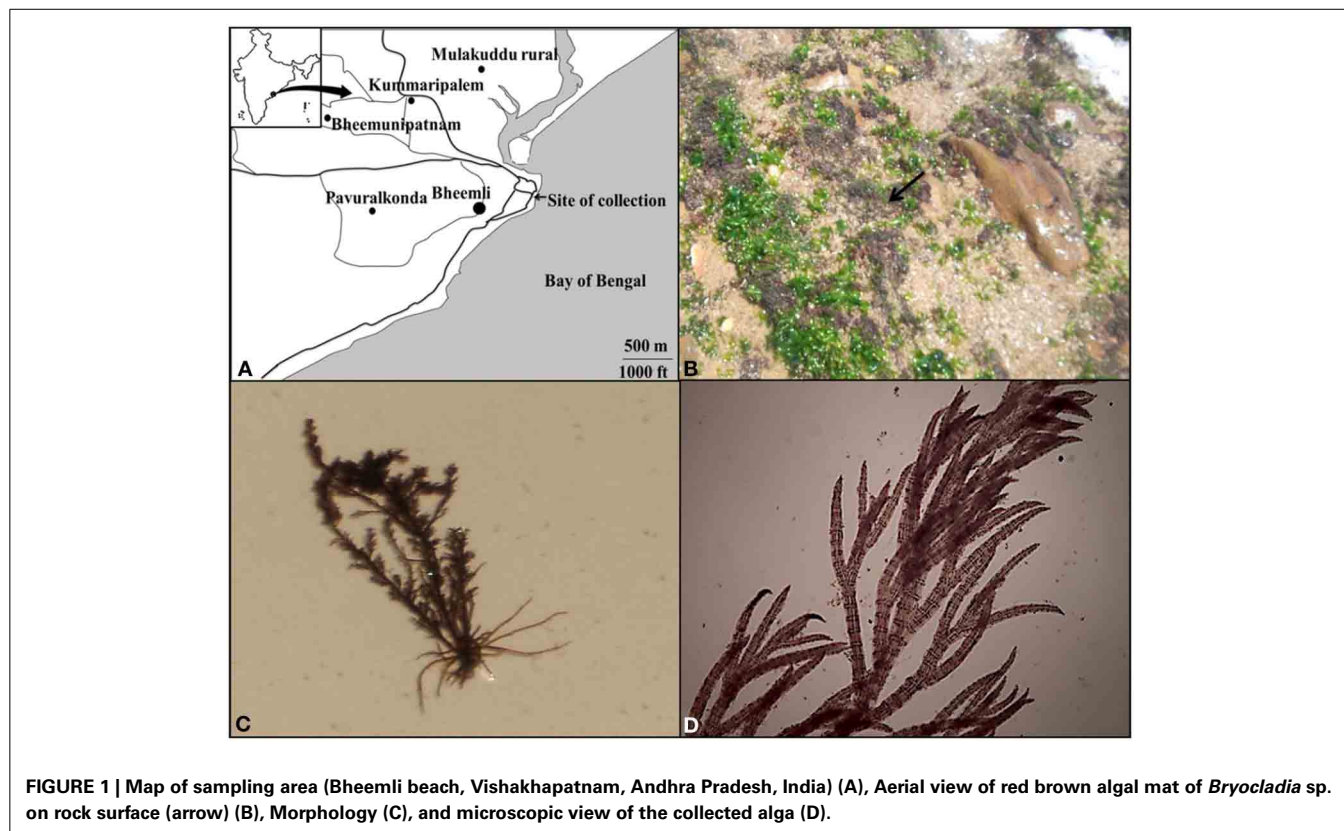 Mulakuddu rural
Kummaripalem
Bheemunipatnam
Pavuralkonda
Bheemli
Site of collection
Bay of Bengal
500 m
1000 ft
A
B
C
D
FIGURE 1 | Map of sampling area (Bheemli beach, Vishakhapatnam, Andhra Pradesh, India) (A), Aerial view of red brown algal mat of Bryocladia sp.
on rock surface (arrow) (B), Morphology (C), and microscopic view of the collected alga (D).